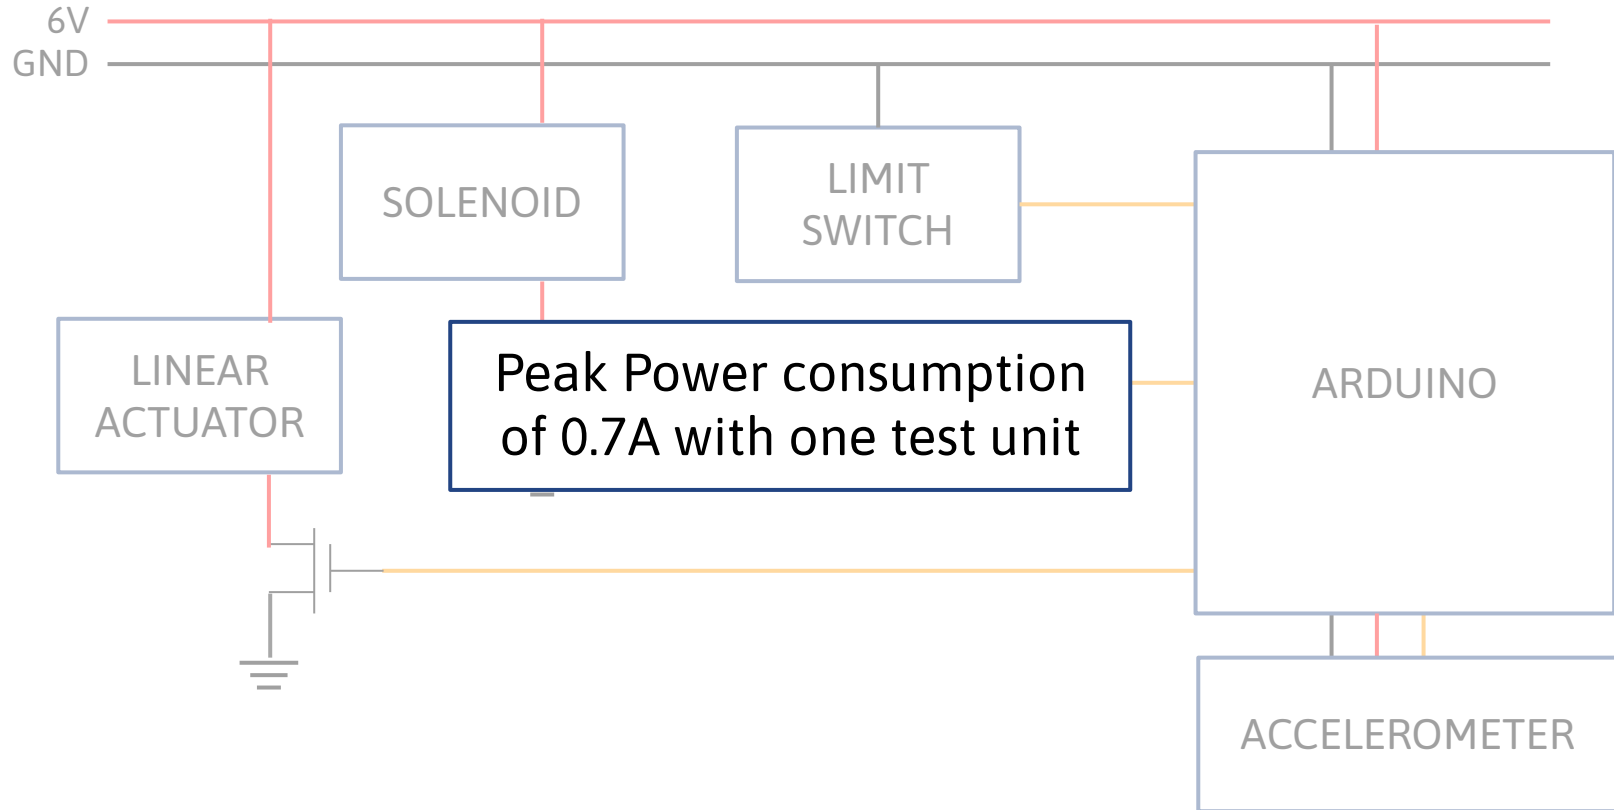 6V
GND
SOLENOID
LIMIT
SWITCH
LINEAR
ACTUATOR
Peak Power consumption
of 0.7A with one test unit
ARDUINO
ACCELEROMETER